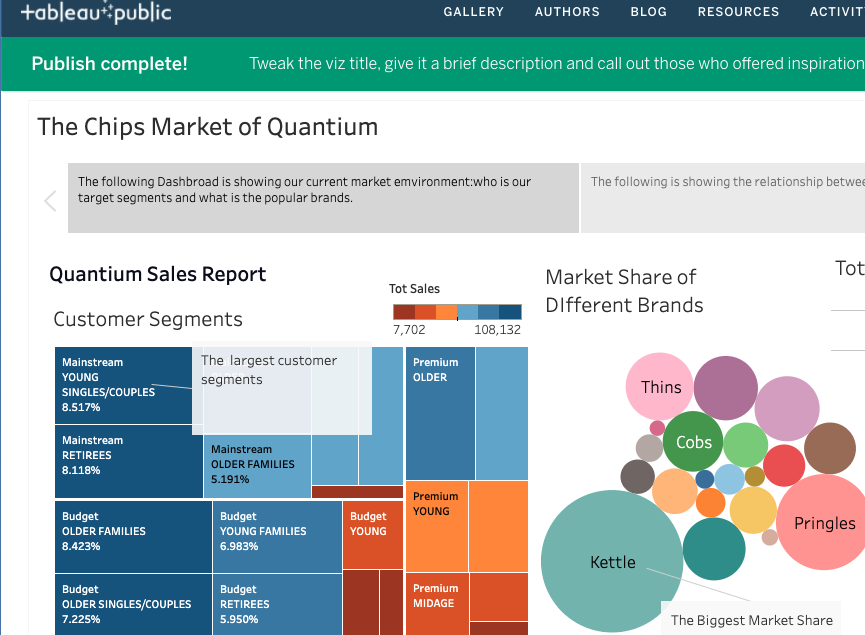 +ableau+public
GALLERY AUTHORS BLOG RESOURCES ACTIVIT
Publish complete!
Tweak the viz title, give it a brief description and call out those who offered inspiration
The Chips Market of Quantium
The following Dashbroad is showing our current market emvironment:who is our
target segments and what is the popular brands.
The following is showing the relationship betwee
Quantium Sales Report
Tot Sales
7,702 108,132
Customer Segments
Mainstream
YOUNG
SINGLES/COUPLES
8.517%
The largest customer
segments
Mainstream
RETIREES
8.118%
Mainstream
OLDER FAMILIES
5.191%
Premium
OLDER
Premium
YOUNG
Premium
MIDAGE
Budget
OLDER FAMILIES
8.423%
Budget
YOUNG FAMILIES
6.983%
Budget
YOUNG
Budget
OLDER SINGLES/COUPLES
7.225%
Budget
RETIREES
5.950%
Market Share of
DIfferent Brands
Thins
Cobs
Pringles
Kettle
The Biggest Market Share
Tot